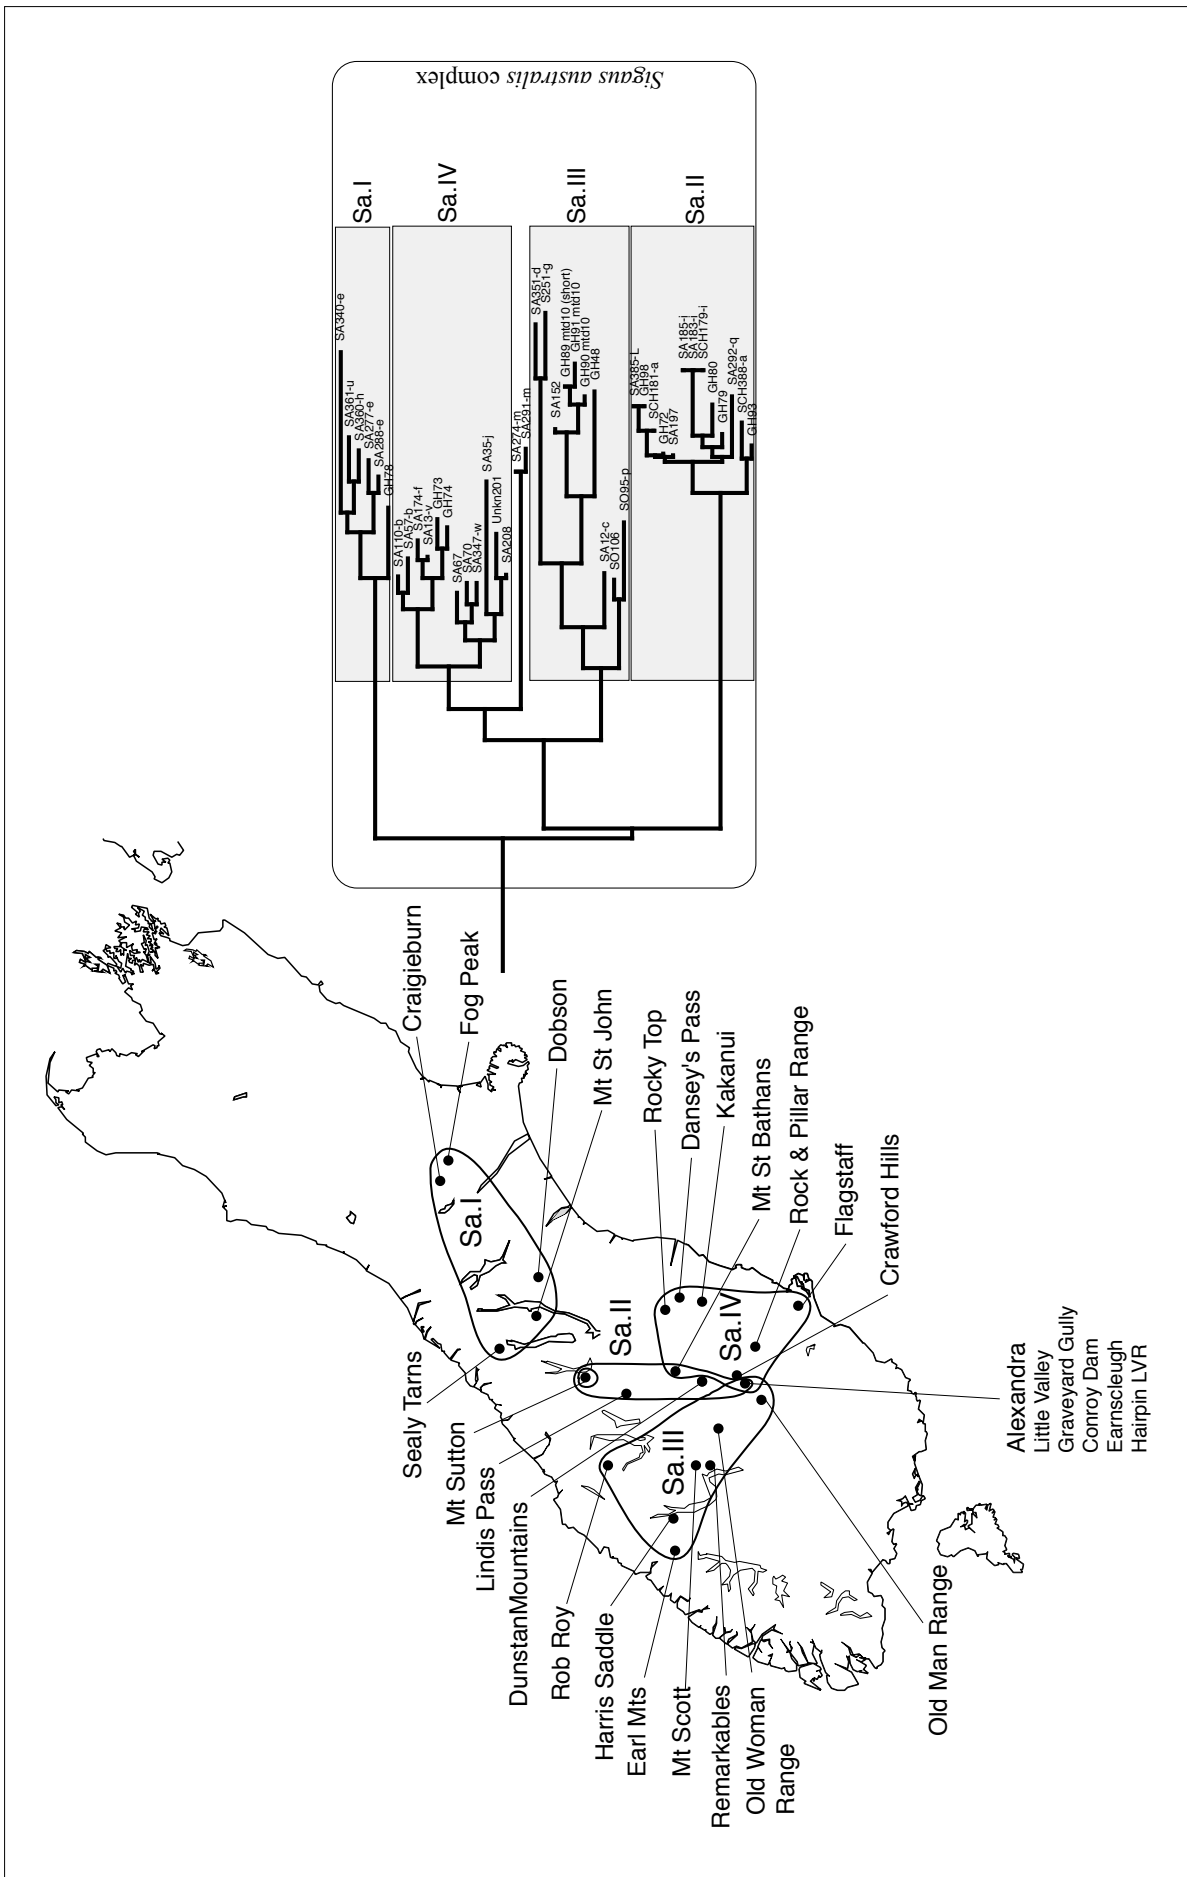 Craigieburn
Fog Peak
Dobson
Mt St John
Rocky Top
Dansey's Pass
Kakanui
Mt St Bathans
Rock & Pillar Range
Flagstaff
Crawford Hills
Alexandra
Little Valley
Graveyard Gully
Conroy Dam
Earnscleugh
Hairpin LVR
Old Man Range
Sealy Tarns
Mt Sutton
Lindis Pass
DunstanMountains
Rob Roy
Harris Saddle
Earl Mts
Mt Scott
Remarkables
Old Woman
Range
Sa.I
Sa.II
Sa.IV
Sa.III
SA340-e
SA361-u
SA360-h
SA277-e
SA288-e
GH78
SA110-b
SA57-b
SA174-f
SA13-v
GH73
GH74
SA67
SA70
SA347-w
SA35-j
Unkn201
SA208
SA274-m
SA291-m
SA351-d
S251-g
SA152
GH89 mtd10 (short)
GH91 mtd10
GH90 mtd10
GH48
SA12-c
SO106
SO95-p
SA385-L
GH98
SCH181-a
GH72
SA197
SA185-i
SA183-i
SCH179-i
GH80
GH79
SA292-q
SCH388-a
GH93
Sa.I
Sa.IV
Sa.III
Sa.II
Sigaus australis complex